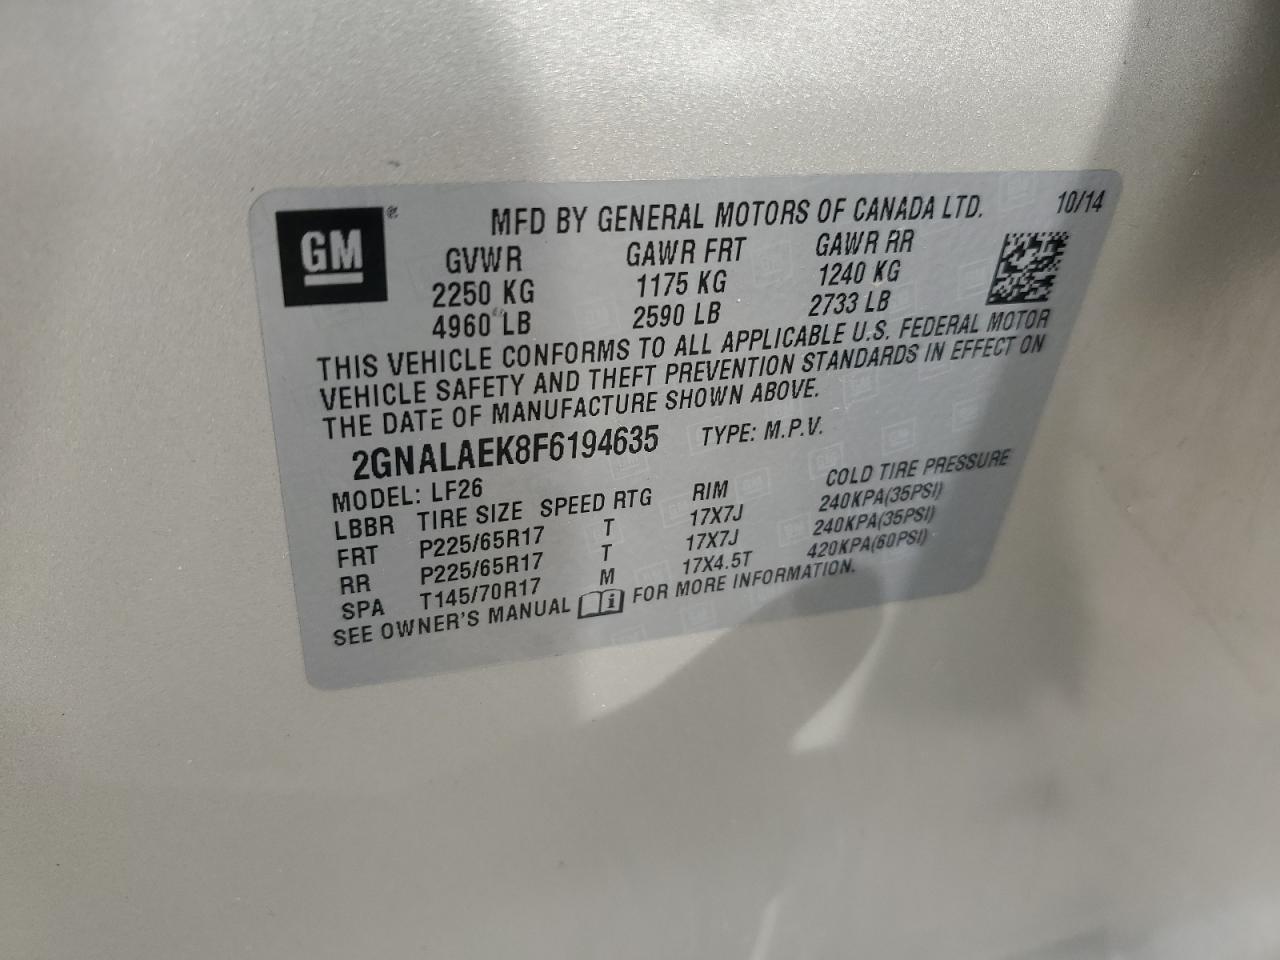 GM ®
MFD BY GENERAL MOTORS OF CANADA LTD. 10/14
GVWR GAWR FRT GAWR RR
2250 KG 1175 KG 1240 KG
4960 LB 2590 LB 2733 LB
THIS VEHICLE CONFORMS TO ALL APPLICABLE U.S. FEDERAL MOTOR
VEHICLE SAFETY AND THEFT PREVENTION STANDARDS IN EFFECT ON
THE DATE OF MANUFACTURE SHOWN ABOVE.
2GNALAEK8F6194635 TYPE: M.P.V.
MODEL: LF26
LBBR TIRE SIZE SPEED RTG RIM COLD TIRE PRESSURE
FRT P225/65R17 T 17X7J 240KPA(35PSI)
RR P225/65R17 T 17X7J 240KPA(35PSI)
SPA T145/70R17 M 17X4.5T 420KPA(60PSI)
SEE OWNER'S MANUAL FOR MORE INFORMATION.